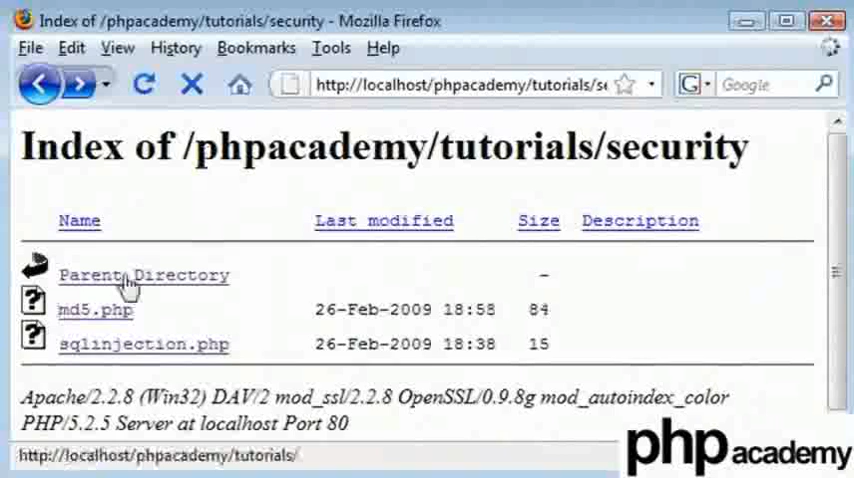 Index of /phpacademy/tutorials/security - Mozilla Firefox
File Edit View History Bookmarks Tools Help
http://localhost/phpacademy/tutorials/se G Google
Index of /phpacademy/tutorials/security
Name Last modified Size Description
Parent Directory -
? md5.php 26-Feb-2009 18:58 84
? sqlinjection.php 26-Feb-2009 18:38 15
Apache/2.2.8 (Win32) DAV/2 mod_ssl/2.2.8 OpenSSL/0.9.8g mod_autoindex_color
PHP/5.2.5 Server at localhost Port 80
http://localhost/phpacademy/tutorials/
php academy